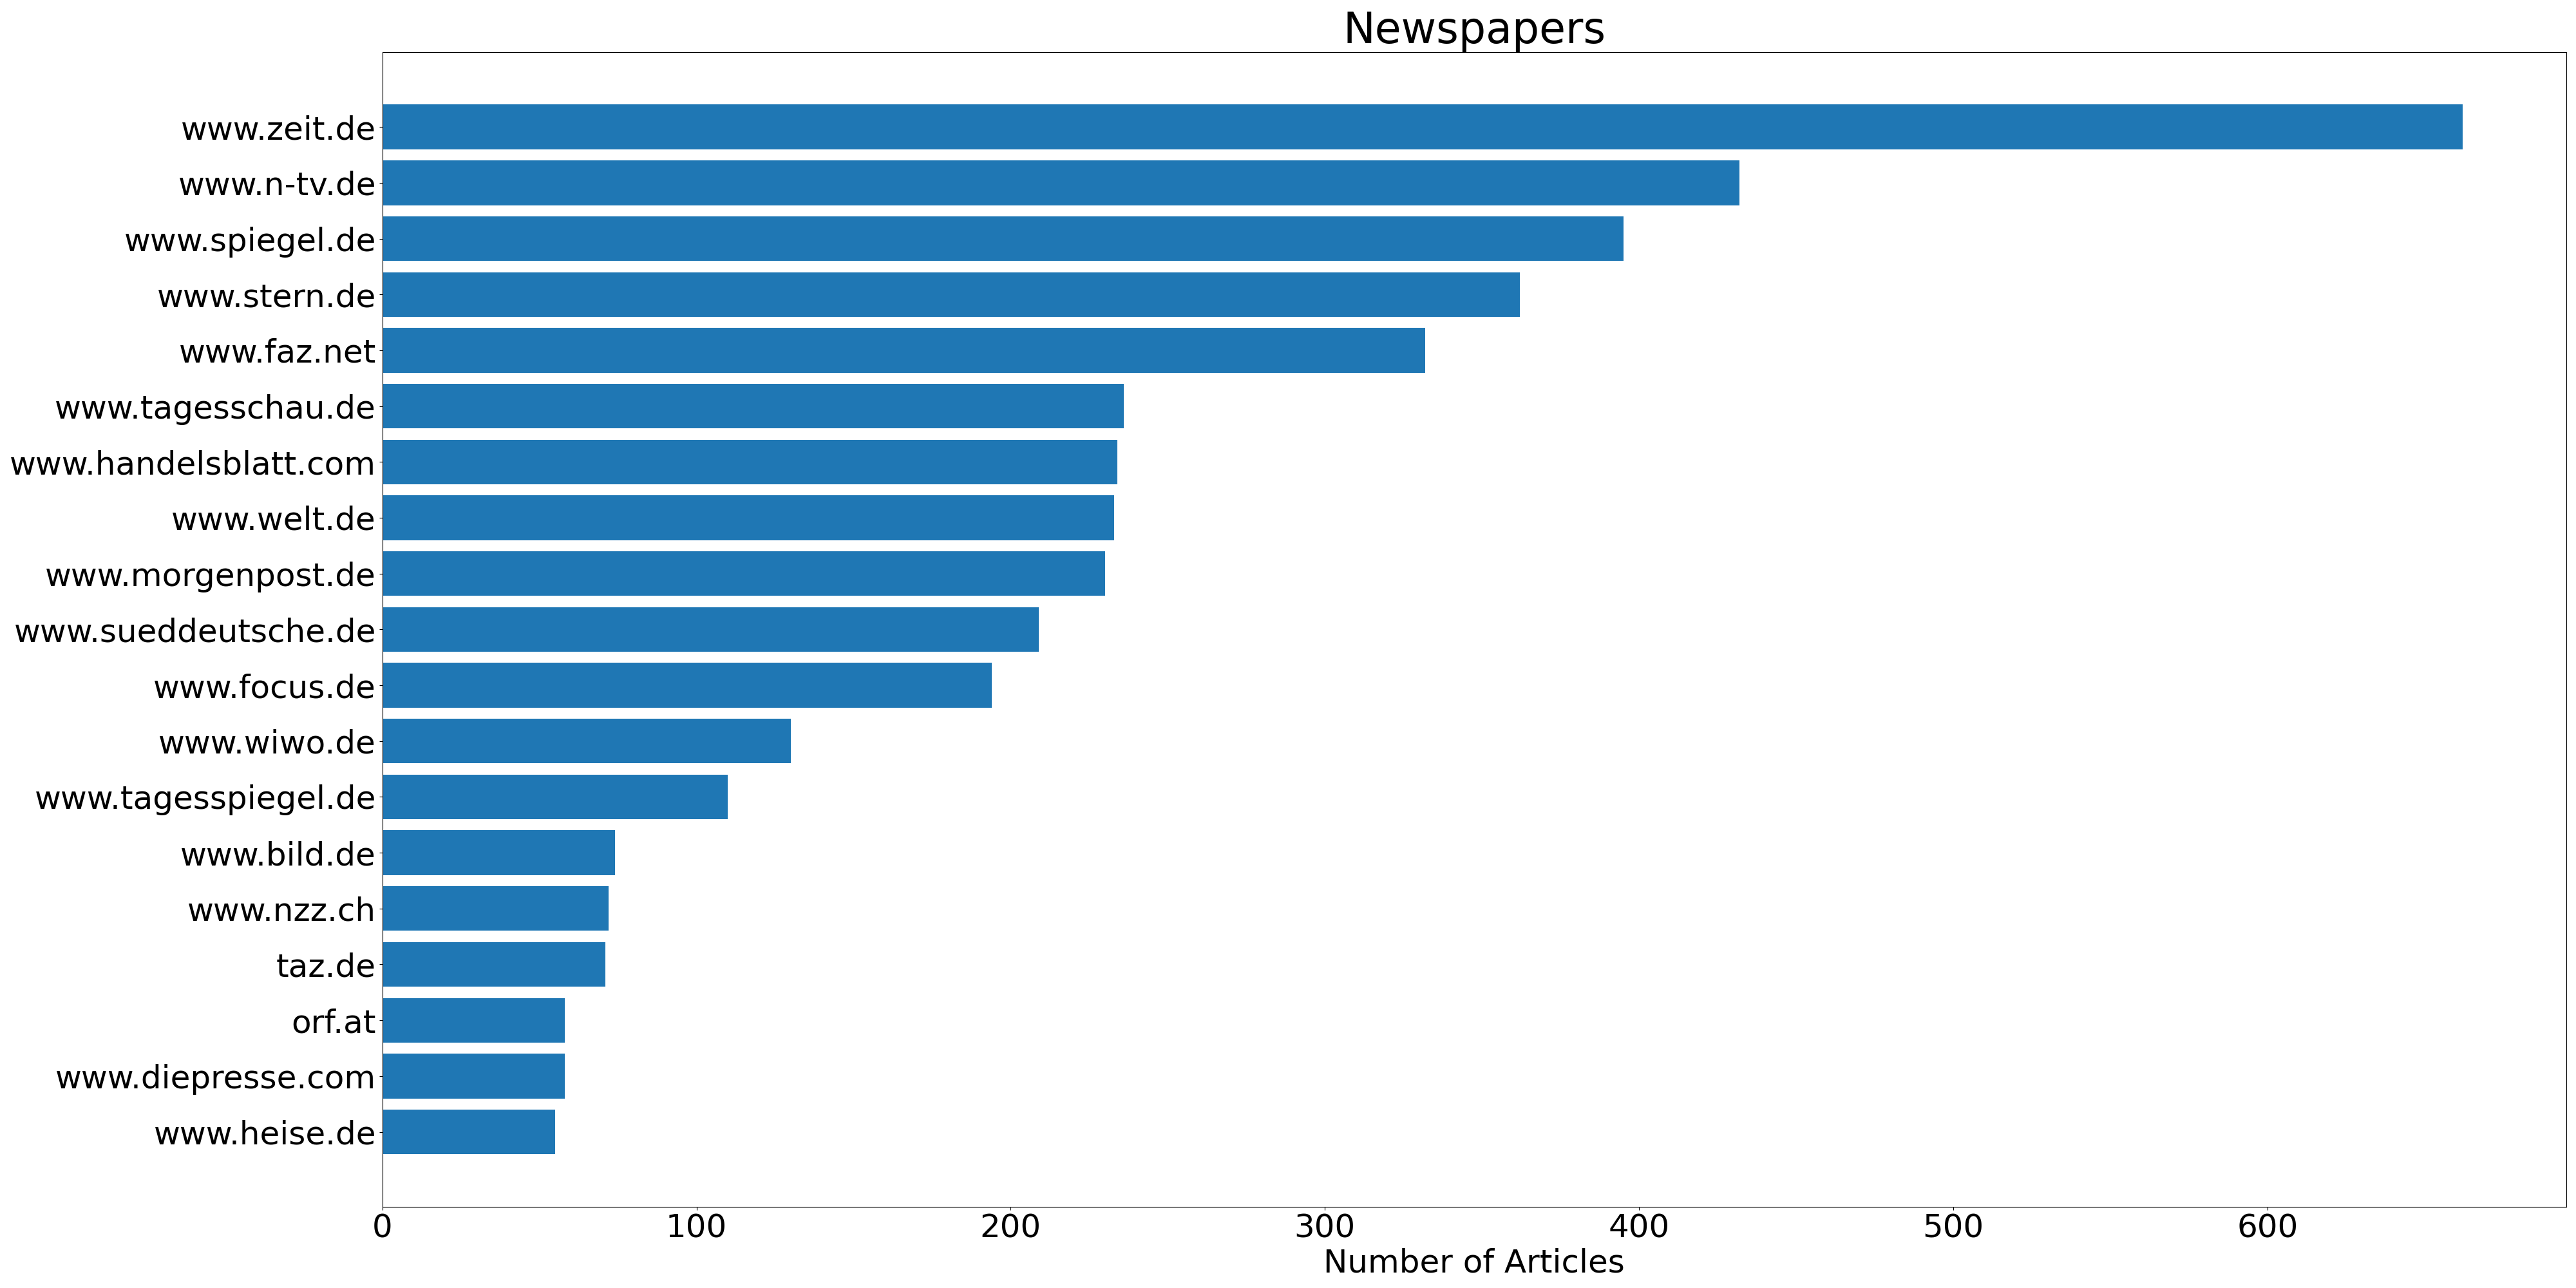 Newspapers
www.zeit.de
www.n-tv.de
www.spiegel.de
www.stern.de
www.faz.net
www.tagesschau.de
www.handelsblatt.com
www.welt.de
www.morgenpost.de
www.sueddeutsche.de
www.focus.de
www.wiwo.de
www.tagesspiegel.de
www.bild.de
www.nzz.ch
taz.de
orf.at
www.diepresse.com
www.heise.de
0 100 200 300 400 500 600
Number of Articles